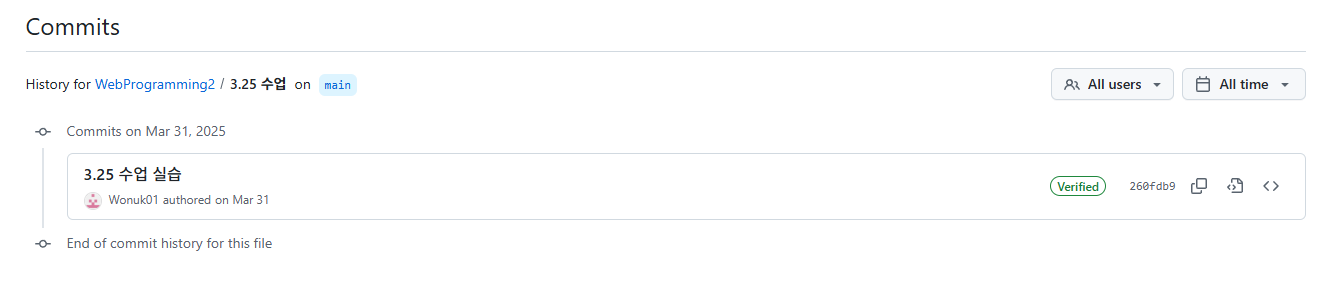 Commits
History for WebProgramming2 / 3.25 수업 on main
All users
All time
Commits on Mar 31, 2025
3.25 수업 실습
Wonuk01 authored on Mar 31
Verified
260fdb9
End of commit history for this file